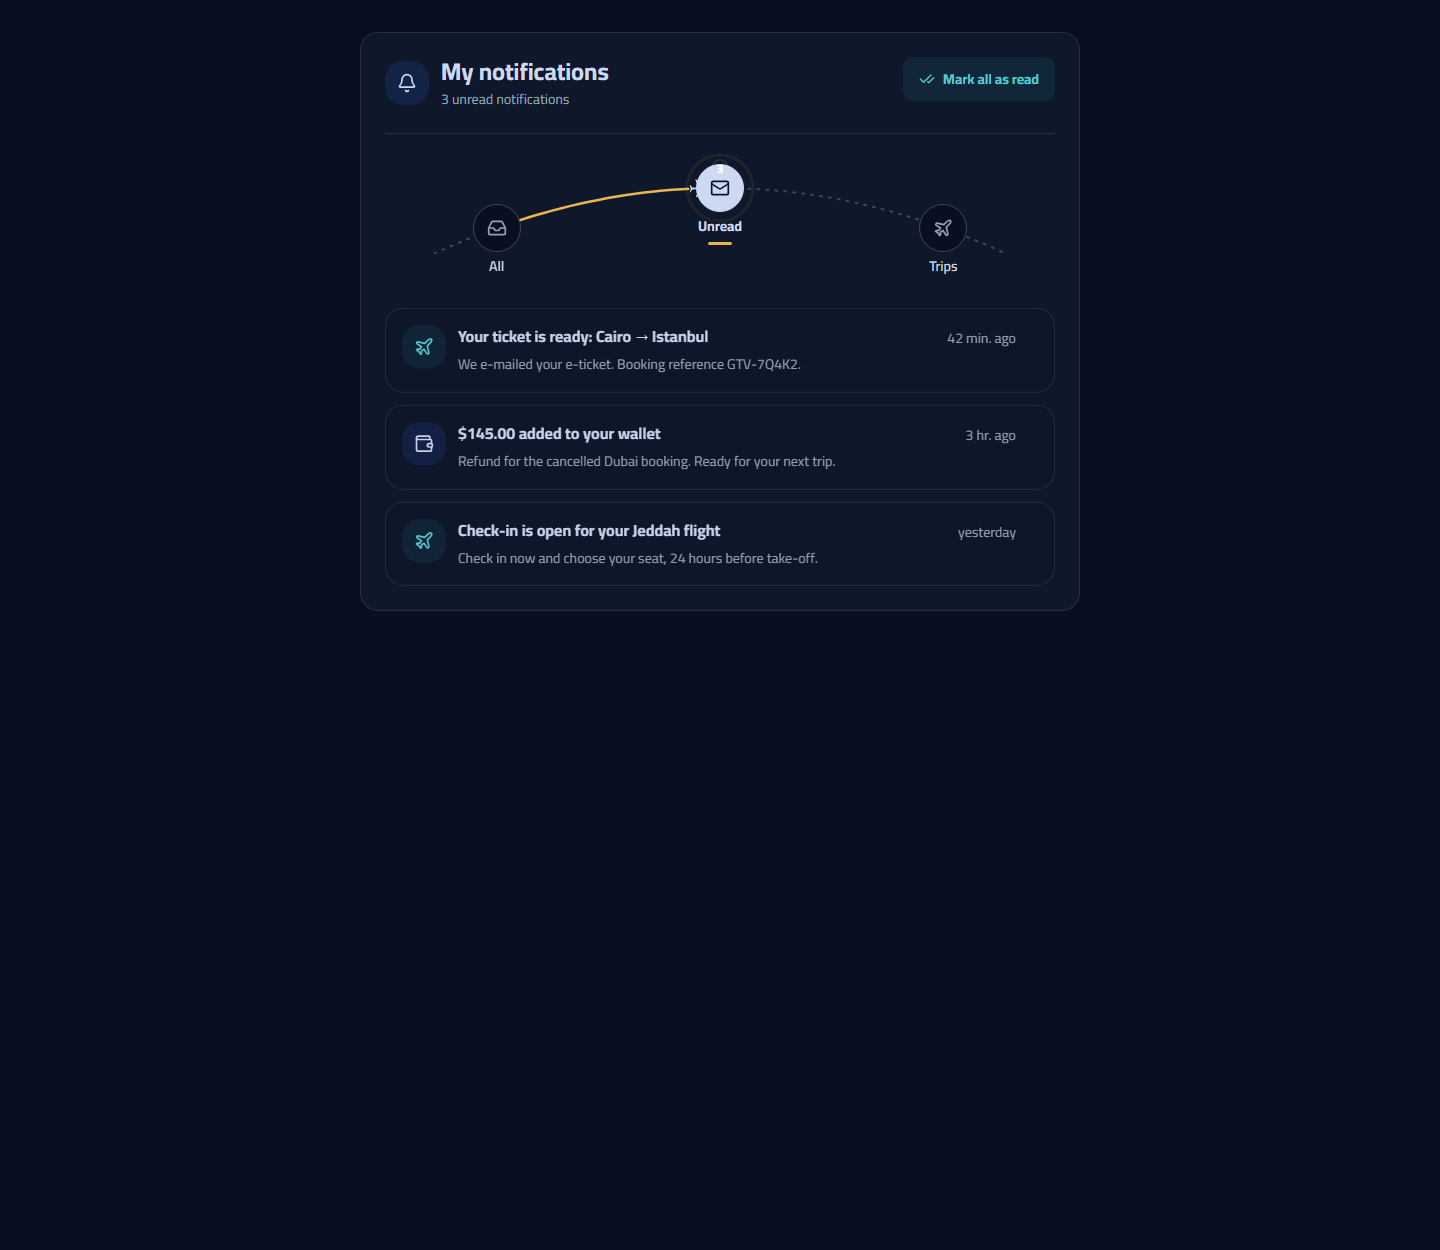 My notifications
3 unread notifications
Mark all as read
3
Unread
All
Trips
Your ticket is ready: Cairo → Istanbul
42 min. ago
We e-mailed your e-ticket. Booking reference GTV-7Q4K2.
$145.00 added to your wallet
3 hr. ago
Refund for the cancelled Dubai booking. Ready for your next trip.
Check-in is open for your Jeddah flight
yesterday
Check in now and choose your seat, 24 hours before take-off.